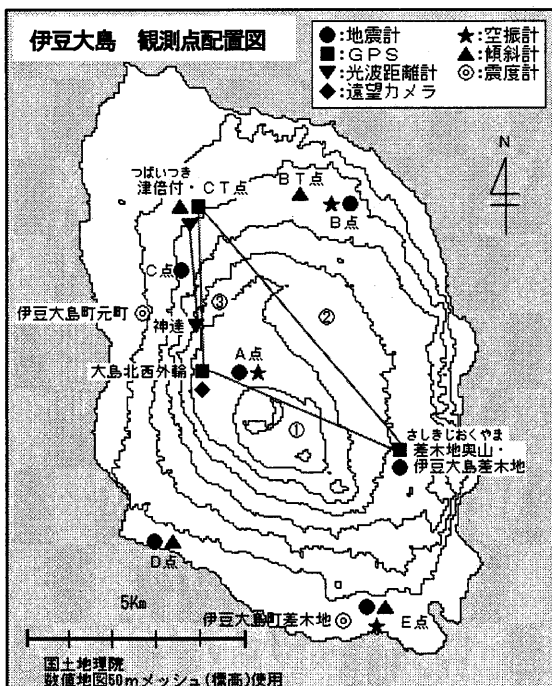 伊豆大島 観測点配置図
●:地震計 ★:空振計
■:GPS ▲:傾斜計
▼:光波距離計 ◎:震度計
◆:遠望カメラ
N
つばいつき
津倍付・CT点
BT点
B点
C点
③
②
伊豆大島町元町
神達
大島北西外輪
A点
①
さしきじおくやま
差木地奥山・
伊豆大島差木地
D点
5Km
伊豆大島町差木地
E点
国土地理院
数値地図50mメッシュ(標高)使用